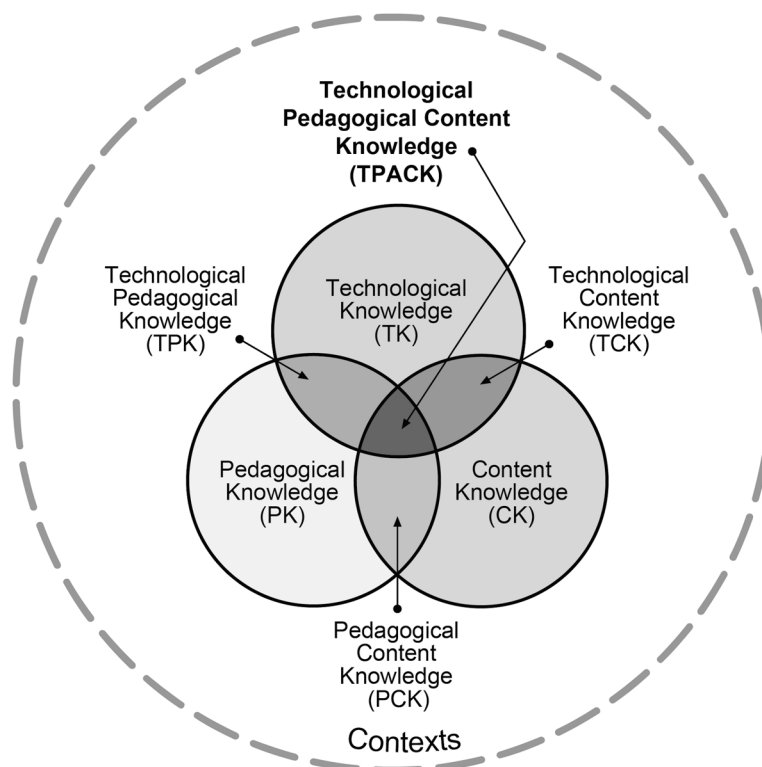 Technological
Pedagogical Content
Knowledge
(TPACK)
Technological
Pedagogical
Knowledge
(TPK)
Technological
Knowledge
(TK)
Technological
Content
Knowledge
(TCK)
Pedagogical
Knowledge
(PK)
Content
Knowledge
(CK)
Pedagogical
Content
Knowledge
(PCK)
Contexts